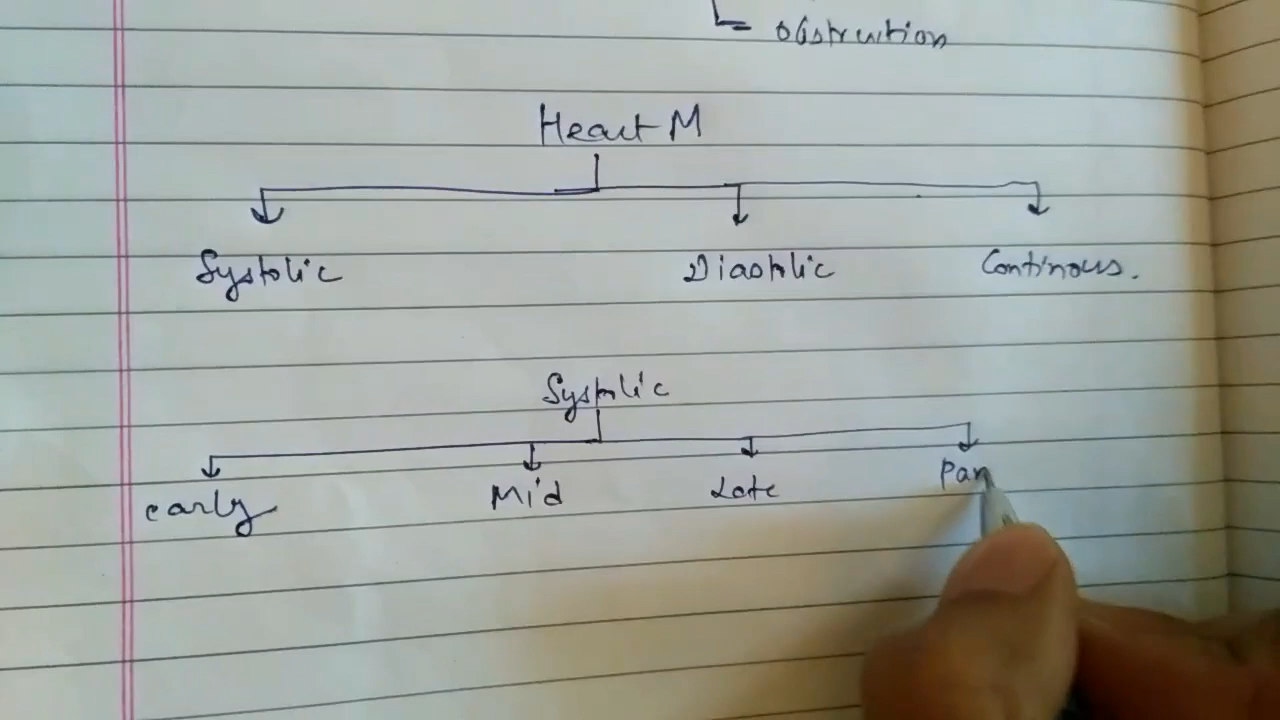 obstruction
Heart M
Systolic Diastolic Continous.
Systolic
early Mid Late Pan